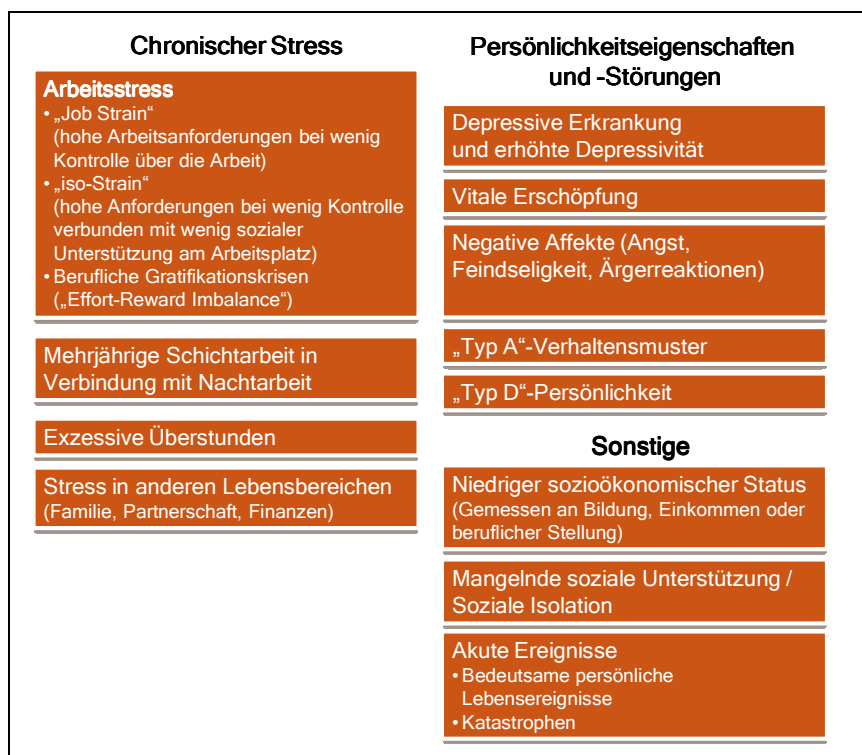 Chronischer Stress
Arbeitsstress
• „Job Strain“
(hohe Arbeitsanforderungen bei wenig
Kontrolle über die Arbeit)
• „iso-Strain“
(hohe Anforderungen bei wenig Kontrolle
verbunden mit wenig sozialer
Unterstützung am Arbeitsplatz)
• Berufliche Gratifikationskrisen
(„Effort-Reward Imbalance“)
Mehrjährige Schichtarbeit in
Verbindung mit Nachtarbeit
Exzessive Überstunden
Stress in anderen Lebensbereichen
(Familie, Partnerschaft, Finanzen)
Persönlichkeitseigenschaften
und -Störungen
Depressive Erkrankung
und erhöhte Depressivität
Vitale Erschöpfung
Negative Affekte (Angst,
Feindseligkeit, Ärgerreaktionen)
„Typ A“-Verhaltensmuster
„Typ D“-Persönlichkeit
Sonstige
Niedriger sozioökonomischer Status
(Gemessen an Bildung, Einkommen oder
beruflicher Stellung)
Mangelnde soziale Unterstützung /
Soziale Isolation
Akute Ereignisse
• Bedeutsame persönliche
Lebensereignisse
• Katastrophen